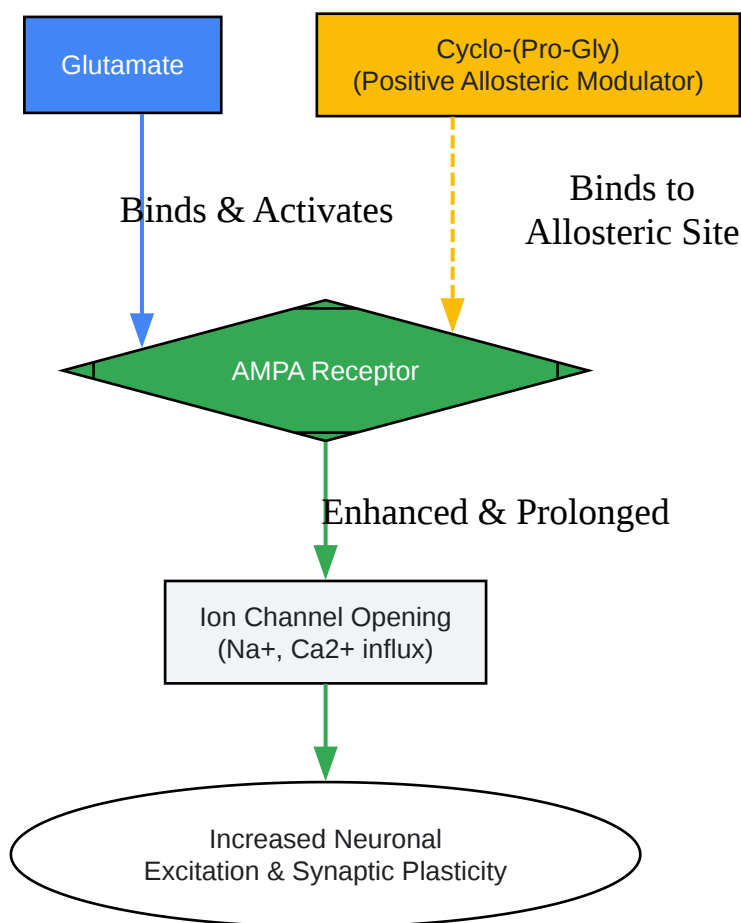 Glutamate
Cyclo-(Pro-Gly)
(Positive Allosteric Modulator)
Binds & Activates
Binds to
Allosteric Site
AMPA Receptor
Enhanced & Prolonged
Ion Channel Opening
(Na+, Ca2+ influx)
Increased Neuronal
Excitation & Synaptic Plasticity